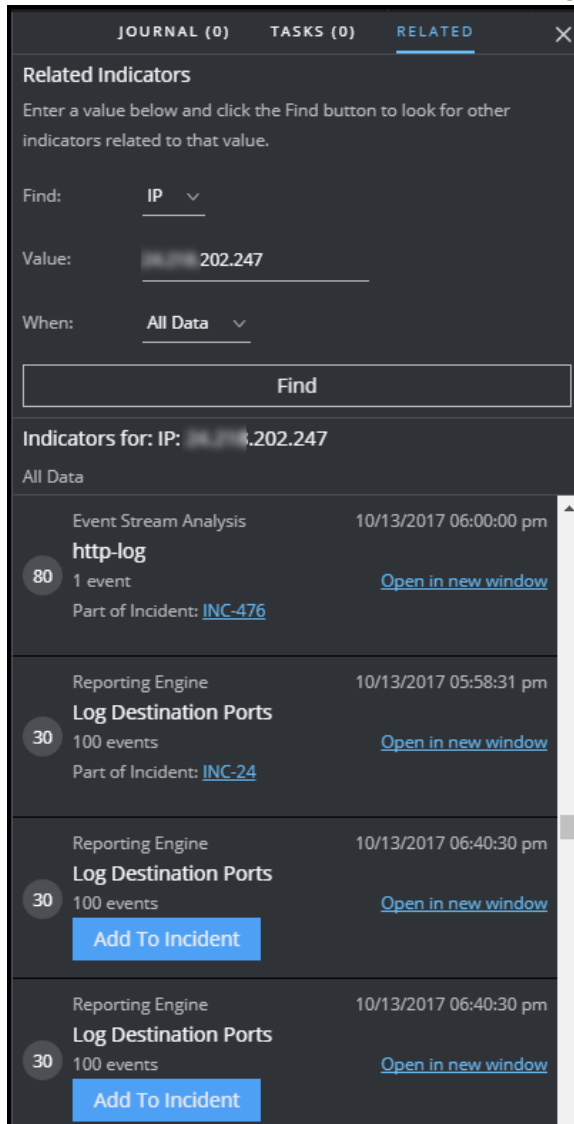 JOURNAL (0) TASKS (0) RELATED
Related Indicators
Enter a value below and click the Find button to look for other
indicators related to that value.
Find: IP
Value: .202.247
When: All Data
Find
Indicators for: IP: .202.247
All Data
Event Stream Analysis 10/13/2017 06:00:00 pm
http-log
80 1 event Open in new window
Part of Incident: INC-476
Reporting Engine 10/13/2017 05:58:31 pm
Log Destination Ports
30 100 events Open in new window
Part of Incident: INC-24
Reporting Engine 10/13/2017 06:40:30 pm
Log Destination Ports
30 100 events Open in new window
Add To Incident
Reporting Engine 10/13/2017 06:40:30 pm
Log Destination Ports
30 100 events Open in new window
Add To Incident